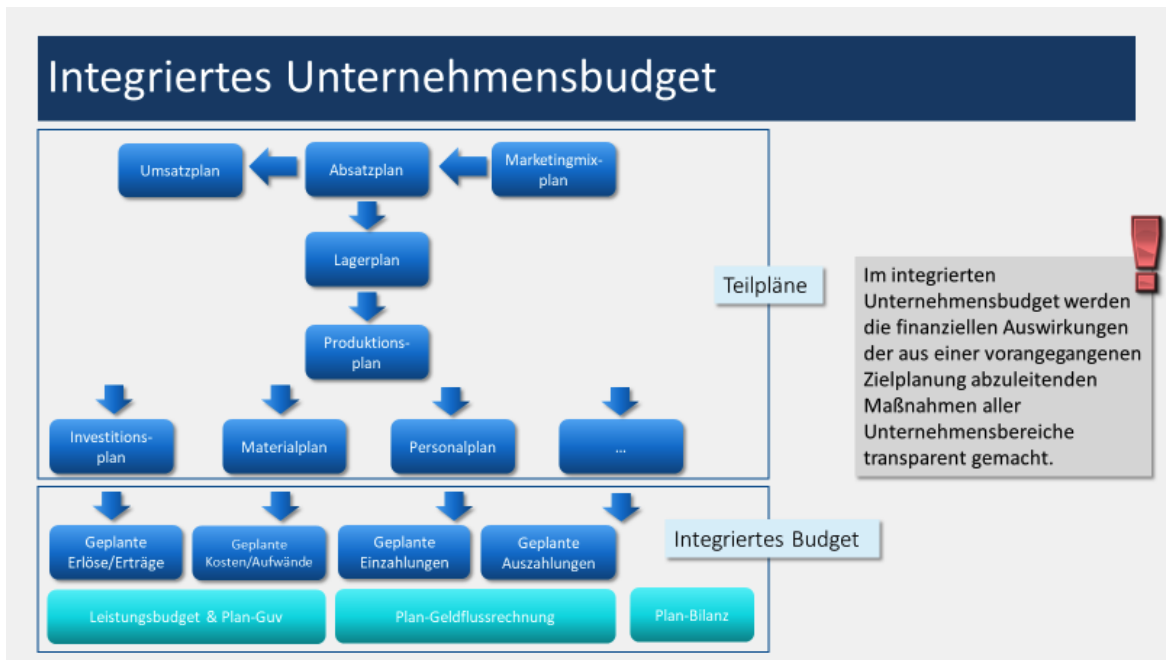 Integriertes Unternehmensbudget
Umsatzplan
Absatzplan
Marketingmix-
plan
Lagerplan
Produktions-
plan
Teilpläne
Investitions-
plan
Materialplan
Personalplan
...
Im integrierten
Unternehmensbudget werden
die finanziellen Auswirkungen
der aus einer vorangegangenen
Zielplanung abzuleitenden
Maßnahmen aller
Unternehmensbereiche
transparent gemacht.
!
Integriertes Budget
Geplante
Erlöse/Erträge
Geplante
Kosten/Aufwände
Geplante
Einzahlungen
Geplante
Auszahlungen
Leistungsbudget & Plan-Guv
Plan-Geldflussrechnung
Plan-Bilanz